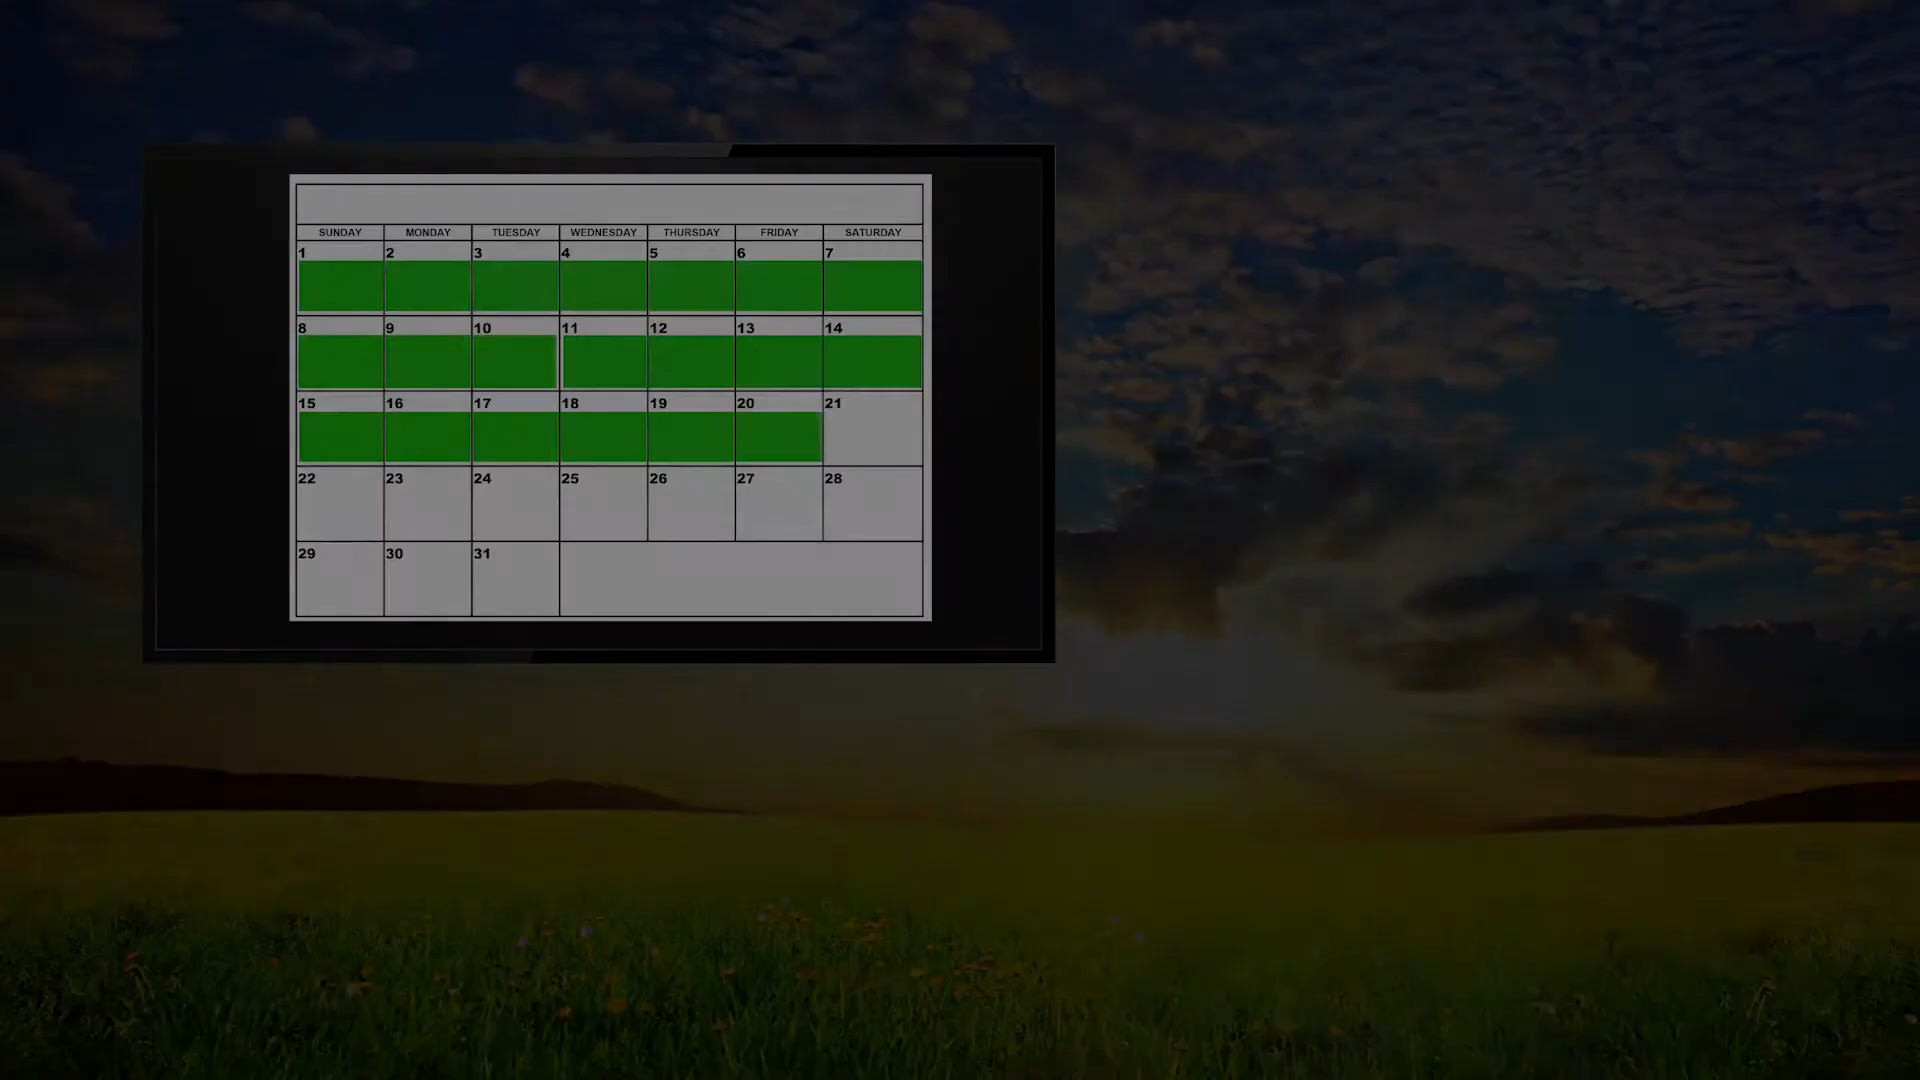 SUNDAY MONDAY TUESDAY WEDNESDAY THURSDAY FRIDAY SATURDAY
1 2 3 4 5 6 7
8 9 10 11 12 13 14
15 16 17 18 19 20 21
22 23 24 25 26 27 28
29 30 31